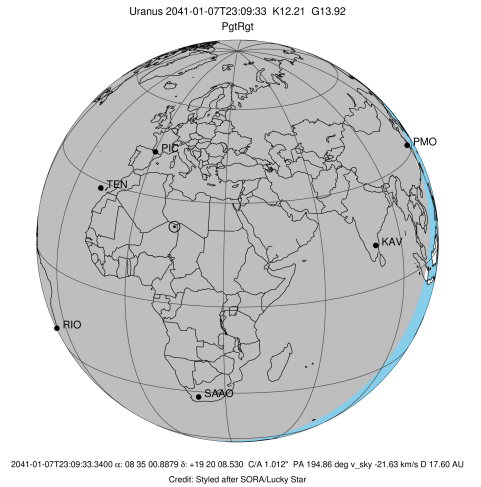 Uranus 2041-01-07T23:09:33 K12.21 G13.92
PgtRgt
PMO
PIC
TEN
KAV
RIO
SAAO
2041-01-07T23:09:33.3400 α: 08 35 00.8879 δ: +19 20 08.530 C/A 1.012" PA 194.86 deg v_sky -21.63 km/s D 17.60 AU
Credit: Styled after SORA/Lucky Star